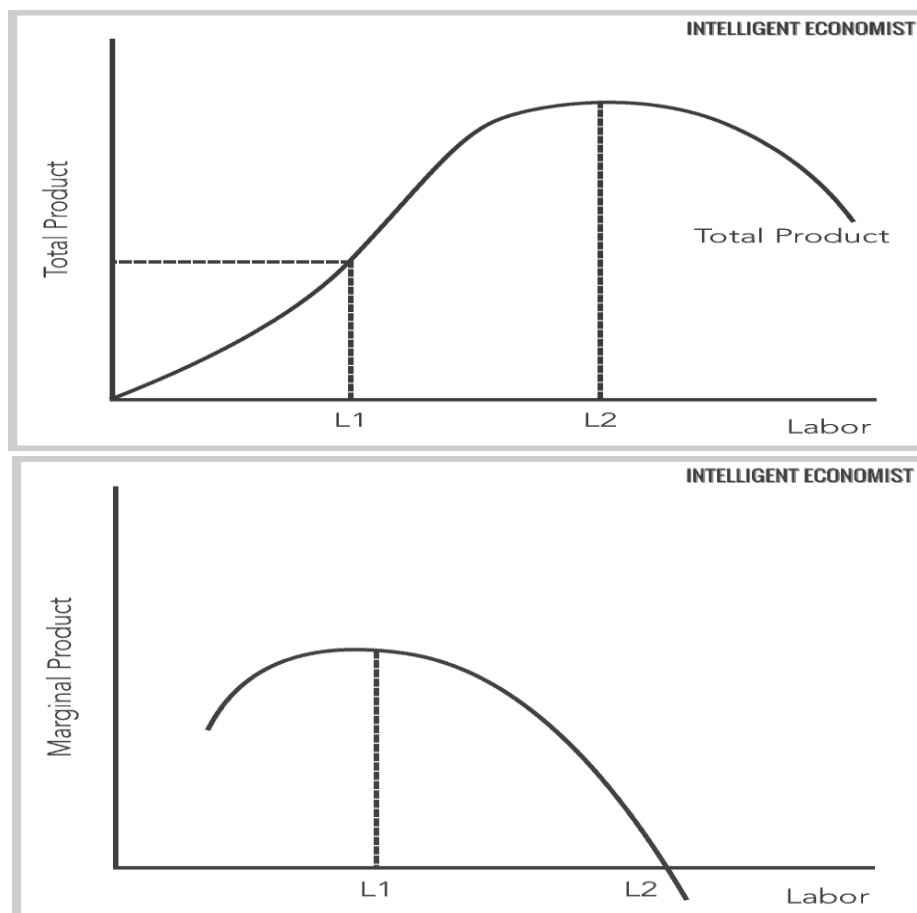 INTELLIGENT ECONOMIST
Total Product
Total Product
L1
L2
Labor
INTELLIGENT ECONOMIST
Marginal Product
L1
L2
Labor